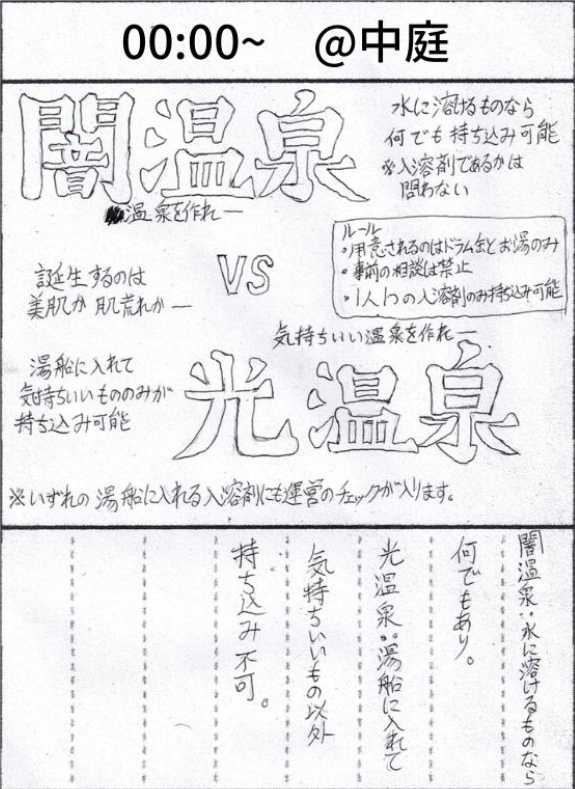 00:00~　@中庭
闇温泉
水に溶けるものなら
何でも持ち込み可能
※入溶剤であるかは
問わない
温泉を作れー
ルール
・用意されるのはドラム缶とお湯のみ
・事前の相談は禁止
・1人1つの入溶剤のみ持ち込み可能
誕生するのは
美肌か肌荒れかー
VS
気持ちいい温泉を作れー
湯船に入れて
気持ちいいもののみが
持ち込み可能
光温泉
※いずれの湯船に入れる入溶剤にも運営のチェックが入ります。
闇温泉：水に溶けるものなら
何でもあり。
光温泉：湯船に入れて
気持ちいいもの以外
持ち込み不可。